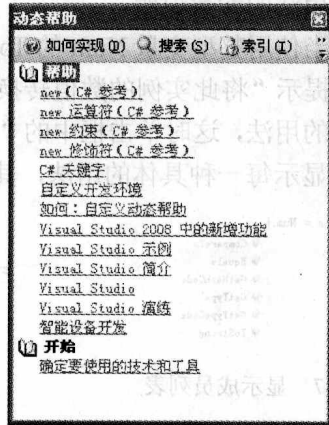 动态帮助
如何实现(D) 搜索(S) 索引(I)
帮助
new(C# 参考)
new 运算符(C# 参考)
new 约束(C# 参考)
new 修饰符(C# 参考)
C# 关键字
自定义开发环境
如何：自定义动态帮助
Visual Studio 2008 中的新增功能
Visual Studio 示例
Visual Studio 简介
Visual Studio
Visual Studio 演练
智能设备开发
开始
确定要使用的技术和工具